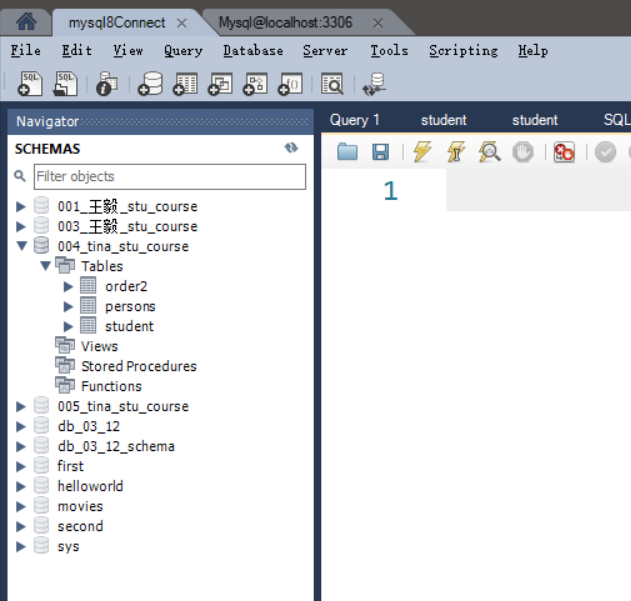 mysql8Connect
Mysql@localhost:3306
File Edit View Query Database Server Tools Scripting Help
SQL SQL
Navigator
Query 1 student student SQL
SCHEMAS
Filter objects
1
001_王毅_stu_course
003_王毅_stu_course
004_tina_stu_course
Tables
order2
persons
student
Views
Stored Procedures
Functions
005_tina_stu_course
db_03_12
db_03_12_schema
first
helloworld
movies
second
sys